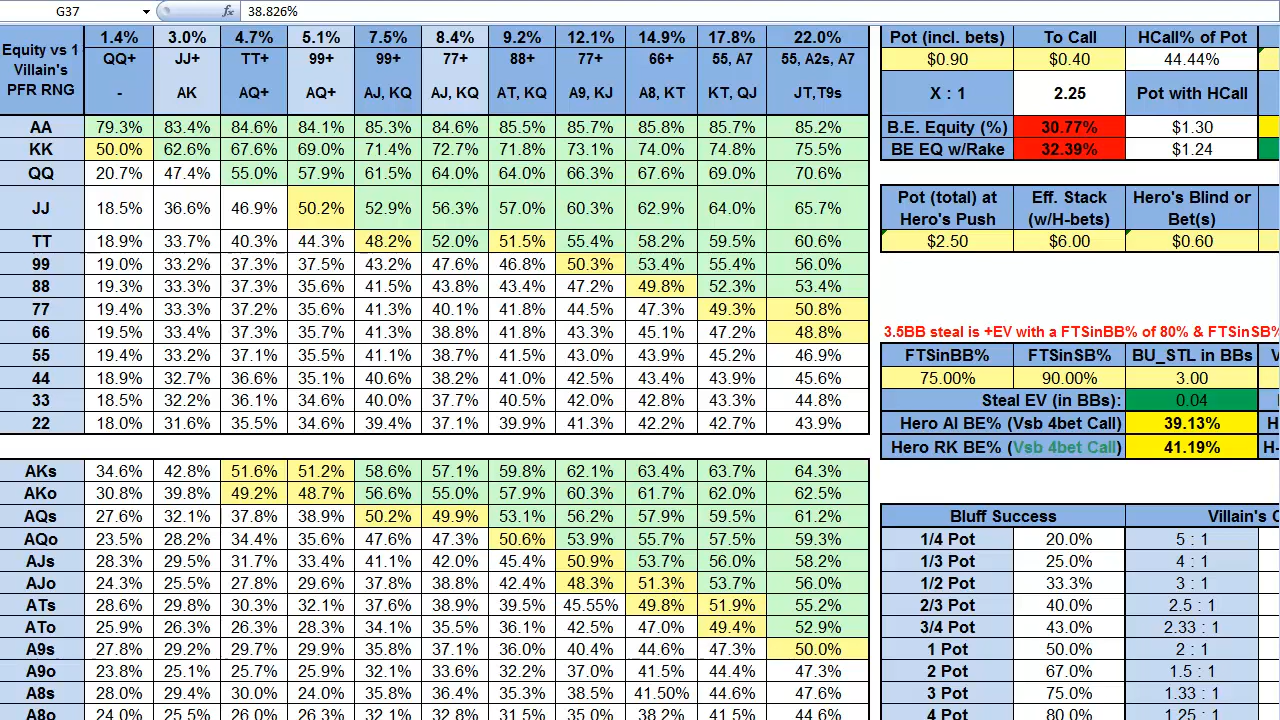 G37 fx 38.826%
Equity vs 1 Villain's PFR RNG 1.4% 3.0% 4.7% 5.1% 7.5% 8.4% 9.2% 12.1% 14.9% 17.8% 22.0%
QQ+ JJ+ TT+ 99+ 99+ 77+ 88+ 77+ 66+ 55, A7 55, A2s, A7
- AK AQ+ AQ+ AJ, KQ AJ, KQ AT, KQ A9, KJ A8, KT KT, QJ JT,T9s
AA 79.3% 83.4% 84.6% 84.1% 85.3% 84.6% 85.5% 85.7% 85.8% 85.7% 85.2%
KK 50.0% 62.6% 67.6% 69.0% 71.4% 72.7% 71.8% 73.1% 74.0% 74.8% 75.5%
QQ 20.7% 47.4% 55.0% 57.9% 61.5% 64.0% 64.0% 66.3% 67.6% 69.0% 70.6%
JJ 18.5% 36.6% 46.9% 50.2% 52.9% 56.3% 57.0% 60.3% 62.9% 64.0% 65.7%
TT 18.9% 33.7% 40.3% 44.3% 48.2% 52.0% 51.5% 55.4% 58.2% 59.5% 60.6%
99 19.0% 33.2% 37.3% 37.5% 43.2% 47.6% 46.8% 50.3% 53.4% 55.4% 56.0%
88 19.3% 33.3% 37.3% 35.6% 41.5% 43.8% 43.4% 47.2% 49.8% 52.3% 53.4%
77 19.4% 33.3% 37.2% 35.6% 41.3% 40.1% 41.8% 44.5% 47.3% 49.3% 50.8%
66 19.5% 33.4% 37.3% 35.7% 41.3% 38.8% 41.8% 43.3% 45.1% 47.2% 48.8%
55 19.4% 33.2% 37.1% 35.5% 41.1% 38.7% 41.5% 43.0% 43.9% 45.2% 46.9%
44 18.9% 32.7% 36.6% 35.1% 40.6% 38.2% 41.0% 42.5% 43.4% 43.9% 45.6%
33 18.5% 32.2% 36.1% 34.6% 40.0% 37.7% 40.5% 42.0% 42.8% 43.3% 44.8%
22 18.0% 31.6% 35.5% 34.6% 39.4% 37.1% 39.9% 41.3% 42.2% 42.7% 43.9%
AKs 34.6% 42.8% 51.6% 51.2% 58.6% 57.1% 59.8% 62.1% 63.4% 63.7% 64.3%
AKo 30.8% 39.8% 49.2% 48.7% 56.6% 55.0% 57.9% 60.3% 61.7% 62.0% 62.5%
AQs 27.6% 32.1% 37.8% 38.9% 50.2% 49.9% 53.1% 56.2% 57.9% 59.5% 61.2%
AQo 23.5% 28.2% 34.4% 35.6% 47.6% 47.3% 50.6% 53.9% 55.7% 57.5% 59.3%
AJs 28.3% 29.5% 31.7% 33.4% 41.1% 42.0% 45.4% 50.9% 53.7% 56.0% 58.2%
AJo 24.3% 25.5% 27.8% 29.6% 37.8% 38.8% 42.4% 48.3% 51.3% 53.7% 56.0%
ATs 28.6% 29.8% 30.3% 32.1% 37.6% 38.9% 39.5% 45.55% 49.8% 51.9% 55.2%
ATo 25.9% 26.3% 26.3% 28.3% 34.1% 35.5% 36.1% 42.5% 47.0% 49.4% 52.9%
A9s 27.8% 29.2% 29.7% 29.9% 35.8% 37.1% 36.0% 40.4% 44.6% 47.3% 50.0%
A9o 23.8% 25.1% 25.7% 25.9% 32.1% 33.6% 32.2% 37.0% 41.5% 44.4% 47.3%
A8s 28.0% 29.4% 30.0% 24.0% 35.8% 36.4% 35.3% 38.5% 41.50% 44.6% 47.6%
A8o 24.0% 25.5% 26.0% 26.3% 32.1% 32.8% 31.5% 35.0% 38.2% 41.5% 44.6%
Pot (incl. bets) To Call HCall% of Pot
$0.90 $0.40 44.44%
X : 1 2.25 Pot with HCall
B.E. Equity (%) 30.77% $1.30
BE EQ w/Rake 32.39% $1.24
Pot (total) at Hero's Push Eff. Stack (w/H-bets) Hero's Blind or Bet(s)
$2.50 $6.00 $0.60
3.5BB steal is +EV with a FTSinBB% of 80% & FTSinSB%
FTSinBB% FTSinSB% BU_STL in BBs
75.00% 90.00% 3.00
Steal EV (in BBs): 0.04
Hero AI BE% (Vsb 4bet Call) 39.13%
Hero RK BE% (Vsb 4bet Call) 41.19%
Bluff Success Villain's
1/4 Pot 20.0% 5 : 1
1/3 Pot 25.0% 4 : 1
1/2 Pot 33.3% 3 : 1
2/3 Pot 40.0% 2.5 : 1
3/4 Pot 43.0% 2.33 : 1
1 Pot 50.0% 2 : 1
2 Pot 67.0% 1.5 : 1
3 Pot 75.0% 1.33 : 1
4 Pot 80.0% 1.25 : 1